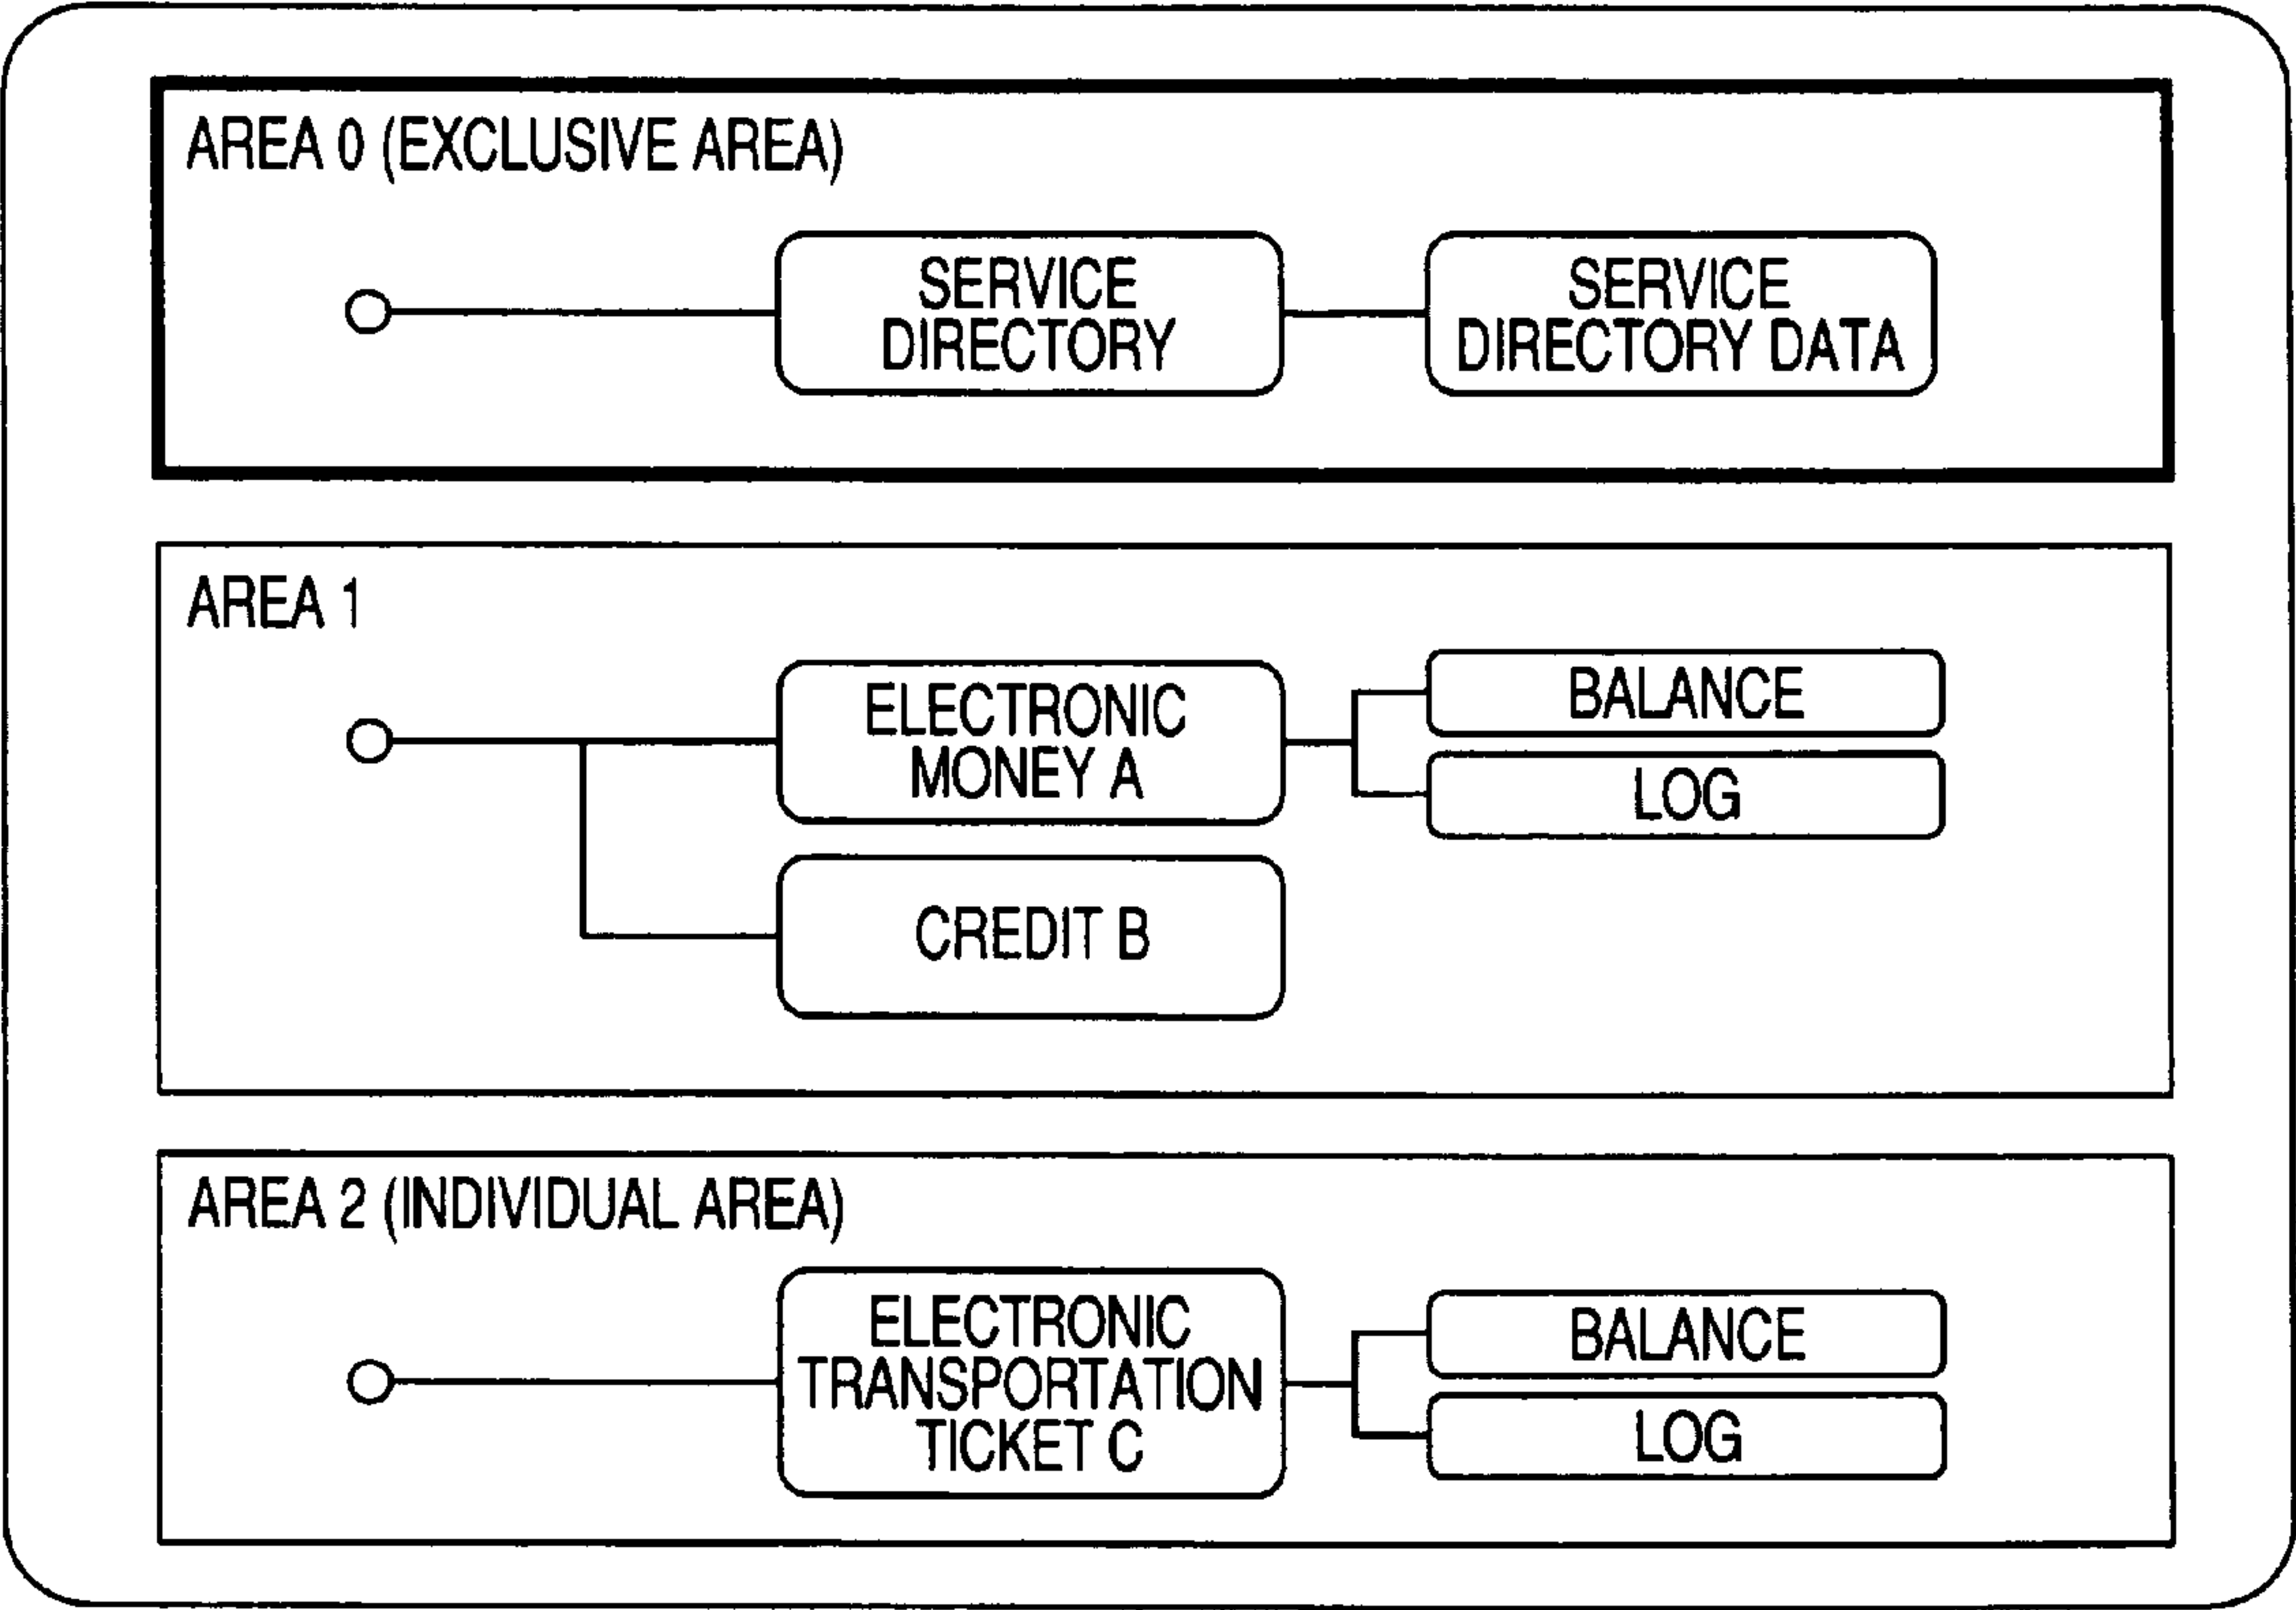 AREA 0 (EXCLUSIVE AREA)
SERVICE
DIRECTORY
SERVICE
DIRECTORY DATA
AREA 1
ELECTRONIC
MONEY A
BALANCE
LOG
CREDIT B
AREA 2 (INDIVIDUAL AREA)
ELECTRONIC
TRANSPORTATION
TICKET C
BALANCE
LOG